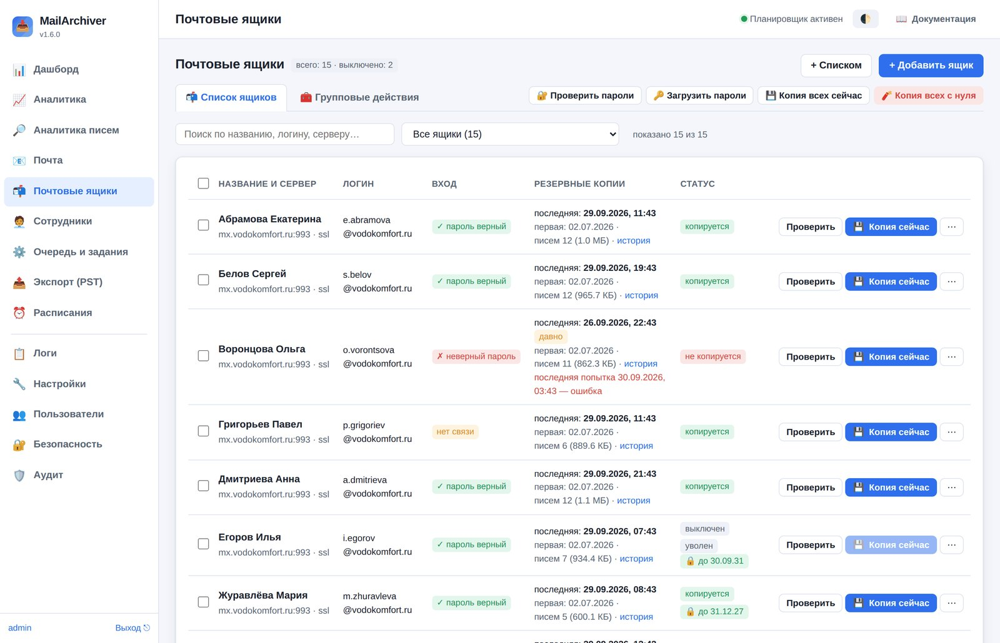 MailArchiver
v1.6.0
Дашборд
Аналитика
Аналитика писем
Почта
Почтовые ящики
Сотрудники
Очередь и задания
Экспорт (PST)
Расписания
Логи
Настройки
Пользователи
Безопасность
Аудит
admin
Выход
Почтовые ящики
Планировщик активен
Документация
Почтовые ящики
всего: 15 · выключено: 2
+ Списком
+ Добавить ящик
Список ящиков
Групповые действия
Проверить пароли
Загрузить пароли
Копия всех сейчас
Копия всех с нуля
Поиск по названию, логину, серверу…
Все ящики (15)
показано 15 из 15
НАЗВАНИЕ И СЕРВЕР ЛОГИН ВХОД РЕЗЕРВНЫЕ КОПИИ СТАТУС
Абрамова Екатерина
mx.vodokomfort.ru:993 · ssl
e.abramova
@vodokomfort.ru
✓ пароль верный
последняя: 29.09.2026, 11:43
первая: 02.07.2026 ·
писем 12 (1.0 МБ) · история
копируется
Проверить
Копия сейчас
···
Белов Сергей
mx.vodokomfort.ru:993 · ssl
s.belov
@vodokomfort.ru
✓ пароль верный
последняя: 29.09.2026, 19:43
первая: 02.07.2026 ·
писем 12 (965.7 КБ) · история
копируется
Проверить
Копия сейчас
···
Воронцова Ольга
mx.vodokomfort.ru:993 · ssl
o.vorontsova
@vodokomfort.ru
✗ неверный пароль
последняя: 26.09.2026, 22:43
давно
первая: 02.07.2026 ·
писем 11 (862.3 КБ) · история
последняя попытка 30.09.2026,
03:43 — ошибка
не копируется
Проверить
Копия сейчас
···
Григорьев Павел
mx.vodokomfort.ru:993 · ssl
p.grigoriev
@vodokomfort.ru
нет связи
последняя: 29.09.2026, 11:43
первая: 02.07.2026 ·
писем 6 (889.6 КБ) · история
копируется
Проверить
Копия сейчас
···
Дмитриева Анна
mx.vodokomfort.ru:993 · ssl
a.dmitrieva
@vodokomfort.ru
✓ пароль верный
последняя: 29.09.2026, 21:43
первая: 02.07.2026 ·
писем 12 (1.1 МБ) · история
копируется
Проверить
Копия сейчас
···
Егоров Илья
mx.vodokomfort.ru:993 · ssl
i.egorov
@vodokomfort.ru
✓ пароль верный
последняя: 29.09.2026, 07:43
первая: 02.07.2026 ·
писем 7 (934.4 КБ) · история
выключен
уволен
до 30.09.31
Проверить
Копия сейчас
···
Журавлёва Мария
mx.vodokomfort.ru:993 · ssl
m.zhuravleva
@vodokomfort.ru
✓ пароль верный
последняя: 29.09.2026, 08:43
первая: 02.07.2026 ·
писем 5 (600.1 КБ) · история
копируется
до 31.12.27
Проверить
Копия сейчас
···